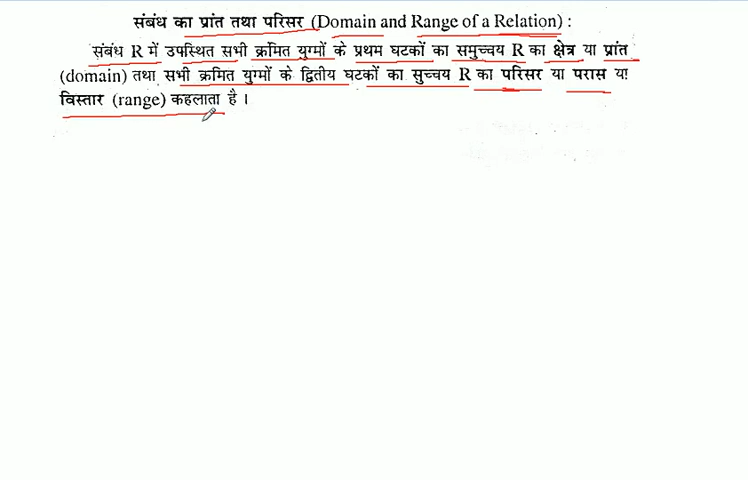 संबंध का प्रांत तथा परिसर (Domain and Range of a Relation) :
संबंध R में उपस्थित सभी क्रमित युग्मों के प्रथम घटकों का समुच्चय R का क्षेत्र या प्रांत
(domain) तथा सभी क्रमित युग्मों के द्वितीय घटकों का सुच्चय R का परिसर या परास या
विस्तार (range) कहलाता है ।